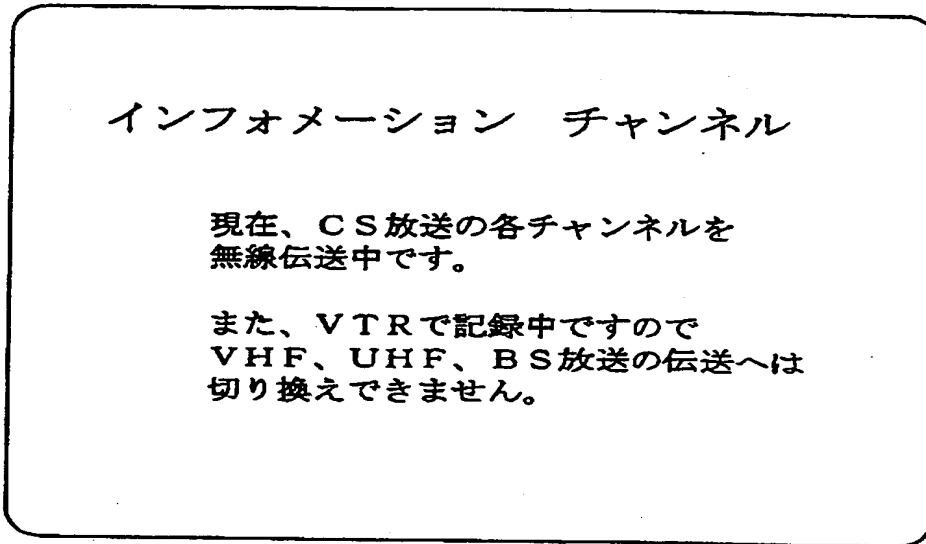 インフォメーション　チャンネル
現在、ＣＳ放送の各チャンネルを
無線伝送中です。
また、ＶＴＲで記録中ですので
ＶＨＦ、ＵＨＦ、ＢＳ放送の伝送へは
切り換えできません。